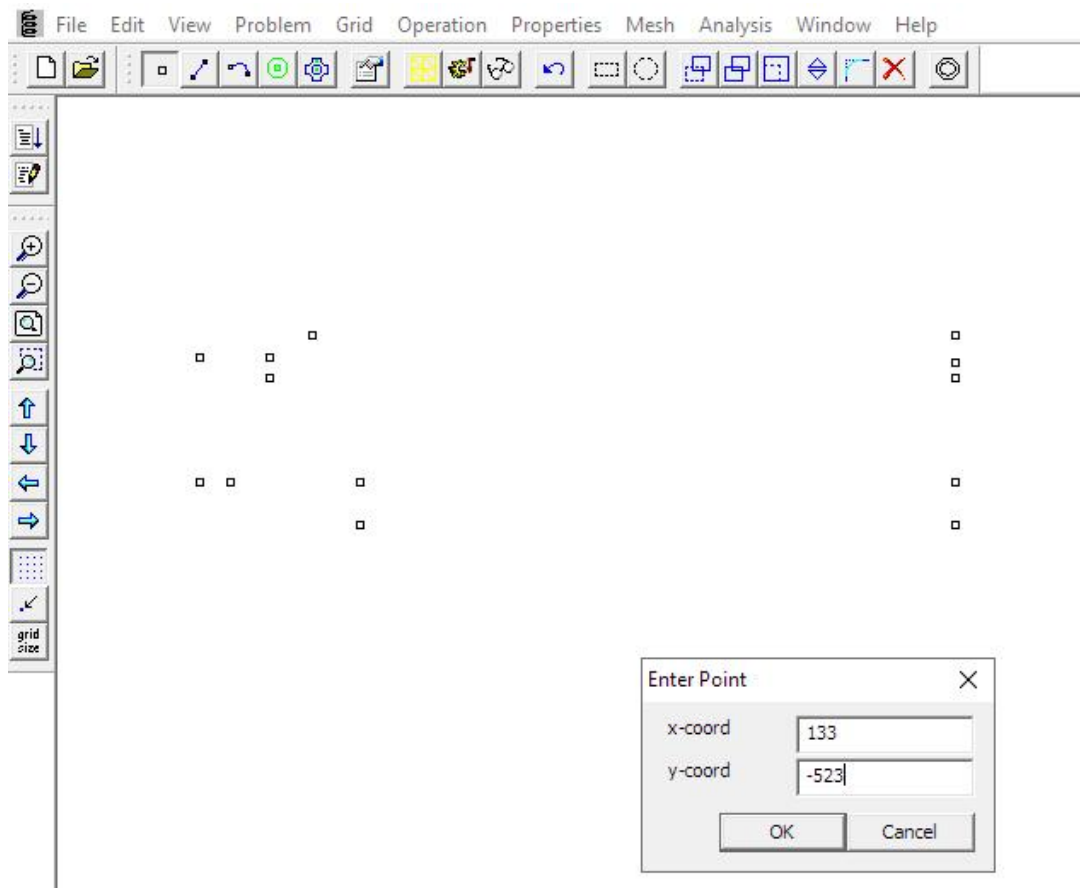 File Edit View Problem Grid Operation Properties Mesh Analysis Window Help
grid
size
Enter Point
x-coord 133
y-coord -523
OK Cancel